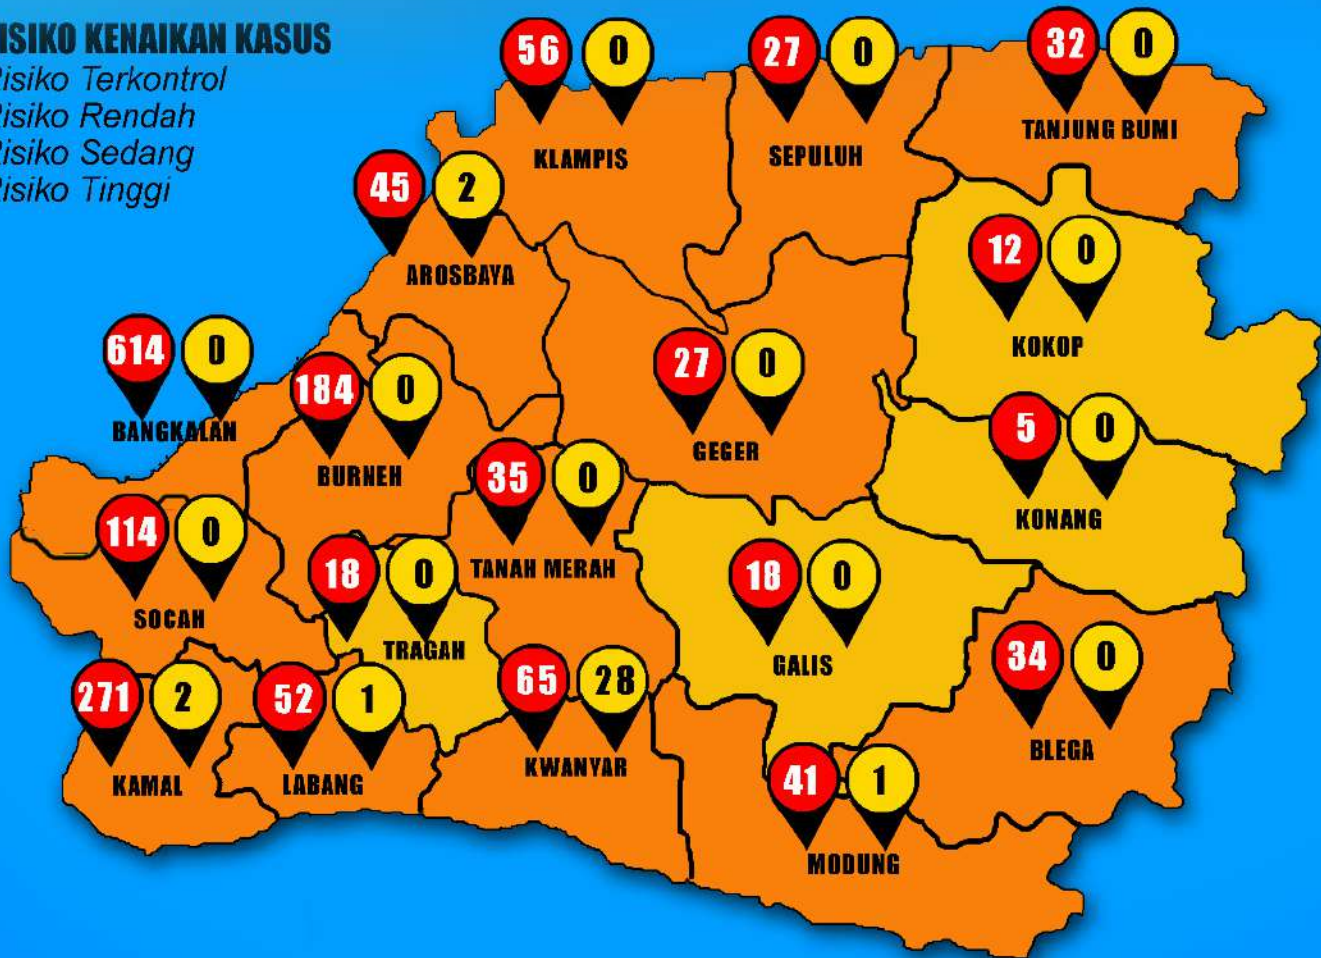 ISIKO KENAIKAN KASUS
isiko Terkontrol
isiko Rendah
isiko Sedang
isiko Tinggi
56 0
KLAMPIS
27 0
SEPULUH
32 0
TANJUNG BUMI
45 2
AROSBAYA
12 0
KOKOP
614 0
BANGKALAN
184 0
BURNEH
27 0
GEGER
35 0
TANAH MERAH
5 0
KONANG
114 0
SOCAH
18 0
TRAGAH
18 0
GALIS
34 0
BLEGA
271 2
KAMAL
52 1
LABANG
65 28
KWANYAR
41 1
MODUNG